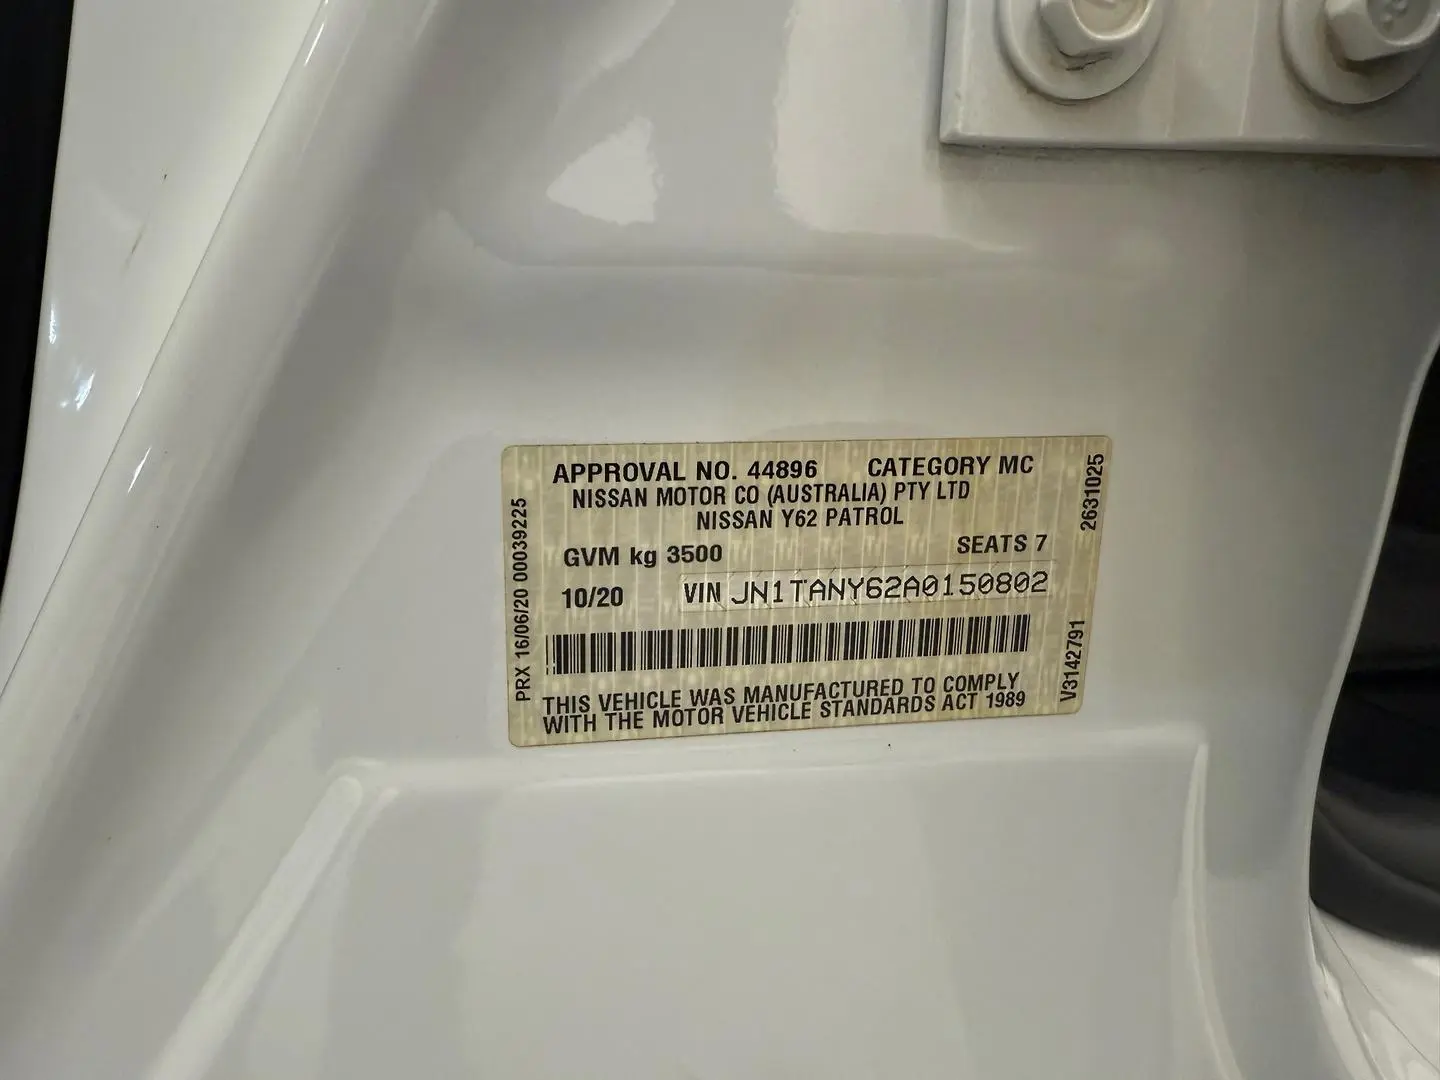 APPROVAL NO. 44896 CATEGORY MC
NISSAN MOTOR CO (AUSTRALIA) PTY LTD
NISSAN Y62 PATROL
GVM kg 3500 SEATS 7
10/20 VIN JN1TANY62A0150802
THIS VEHICLE WAS MANUFACTURED TO COMPLY
WITH THE MOTOR VEHICLE STANDARDS ACT 1989
PRX 16/06/20 00039225
2631025
V3142791